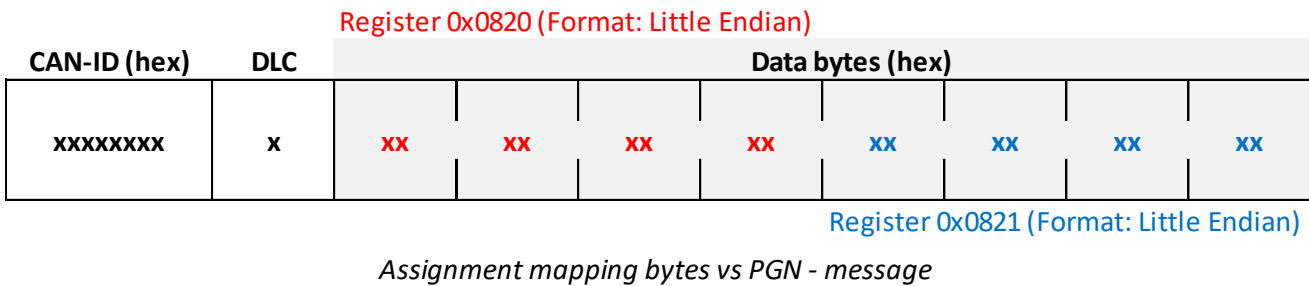 Register 0x0820 (Format: Little Endian)
CAN-ID (hex) DLC Data bytes (hex)
xxxxxxxx x xx xx xx xx xx xx xx xx
Register 0x0821 (Format: Little Endian)
Assignment mapping bytes vs PGN - message